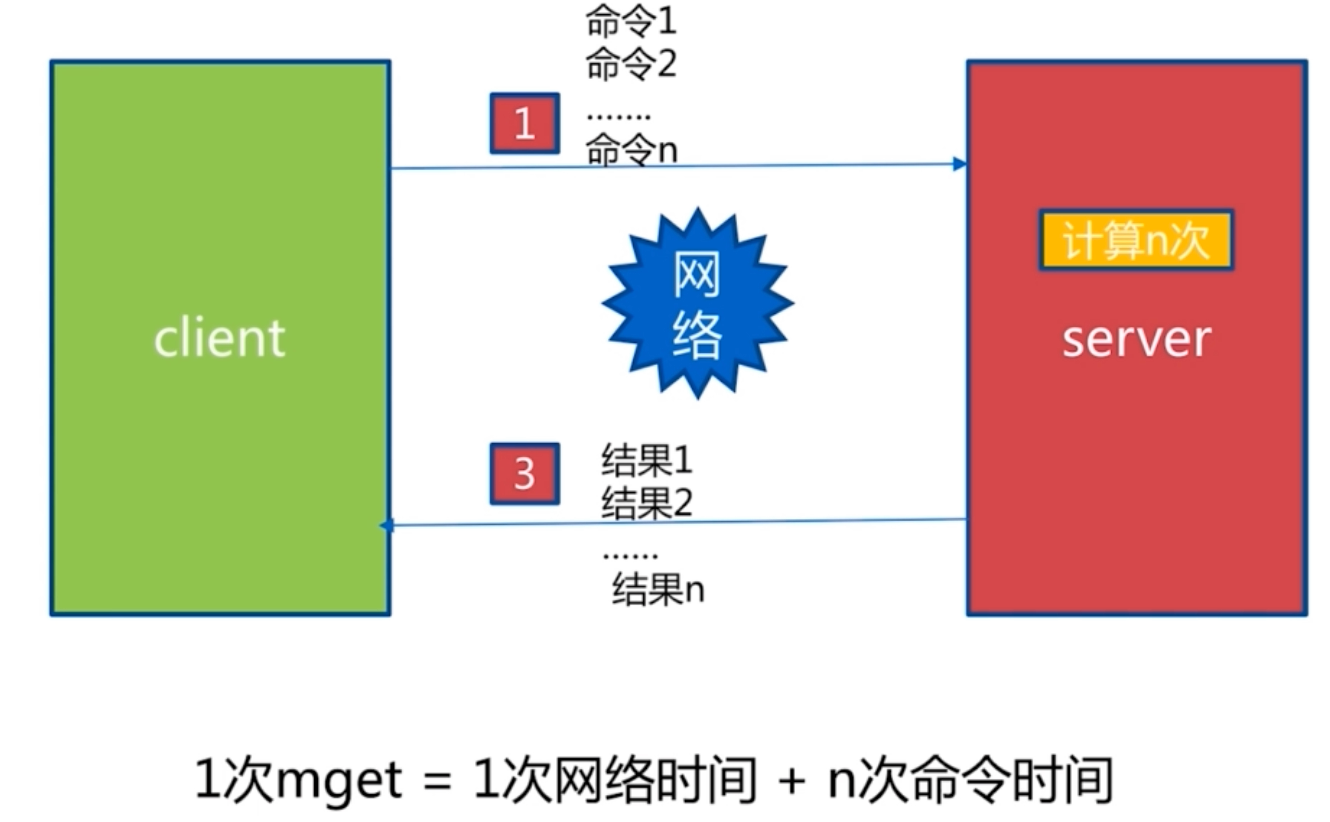 命令1
命令2
.......
命令n
1
网
络
计算n次
client
server
3
结果1
结果2
......
结果n
1次mget = 1次网络时间 + n次命令时间